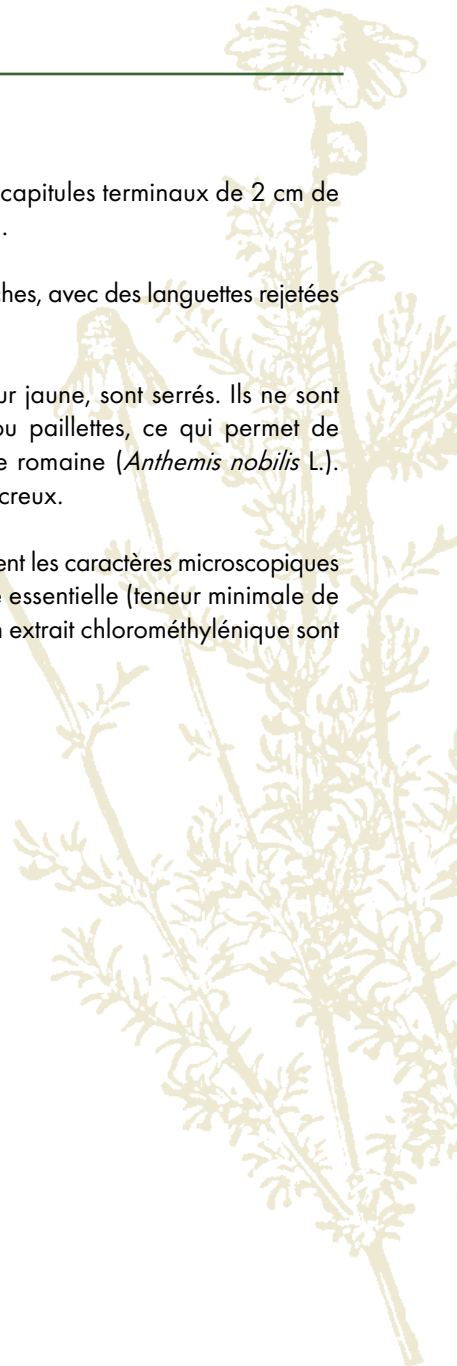 capitules terminaux de 2 cm de
.
ches, avec des languettes rejetées
ur jaune, sont serrés. Ils ne sont
ou paillettes, ce qui permet de
e romaine (Anthemis nobilis L.).
creux.
ent les caractères microscopiques
e essentielle (teneur minimale de
n extrait chlorométhylénique sont